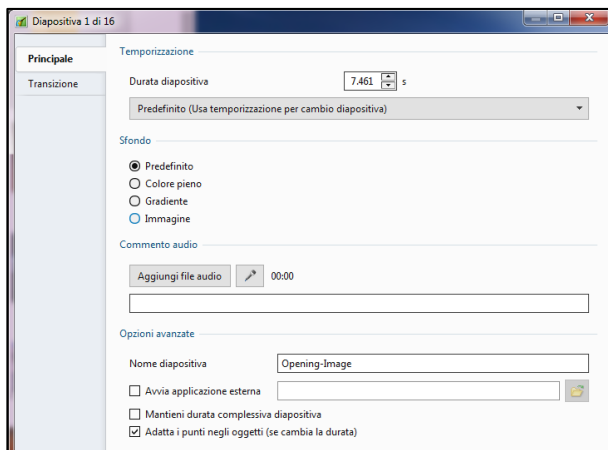 Diapositiva 1 di 16
Principale
Transizione
Temporizzazione
Durata diapositiva 7.461 s
Predefinito (Usa temporizzazione per cambio diapositiva)
Sfondo
Predefinito
Colore pieno
Gradiente
Immagine
Commento audio
Aggiungi file audio 00:00
Opzioni avanzate
Nome diapositiva Opening-Image
Avvia applicazione esterna
Mantieni durata complessiva diapositiva
Adatta i punti negli oggetti (se cambia la durata)